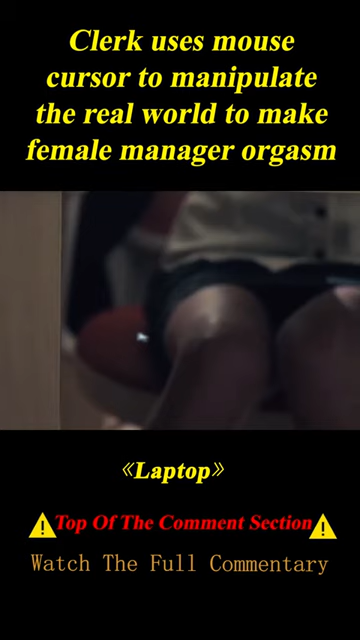 Clerk uses mouse
cursor to manipulate
the real world to make
female manager orgasm
《Laptop》
Top Of The Comment Section
Watch The Full Commentary